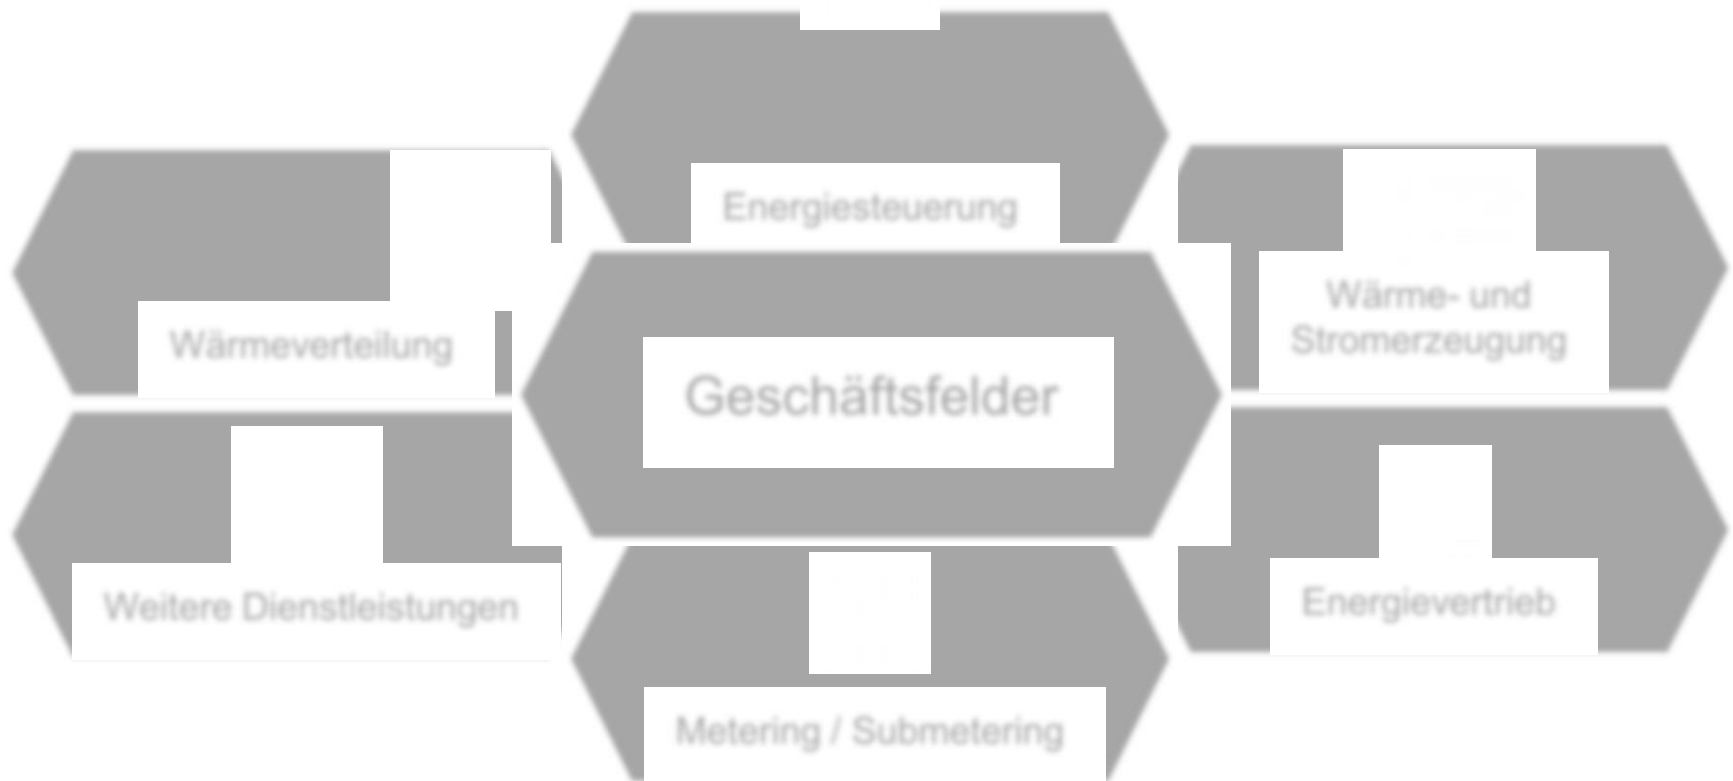 Energiesteuerung
Wärmeverteilung
Wärme- und
Stromerzeugung
Geschäftsfelder
Weitere Dienstleistungen
Energievertrieb
Metering / Submetering